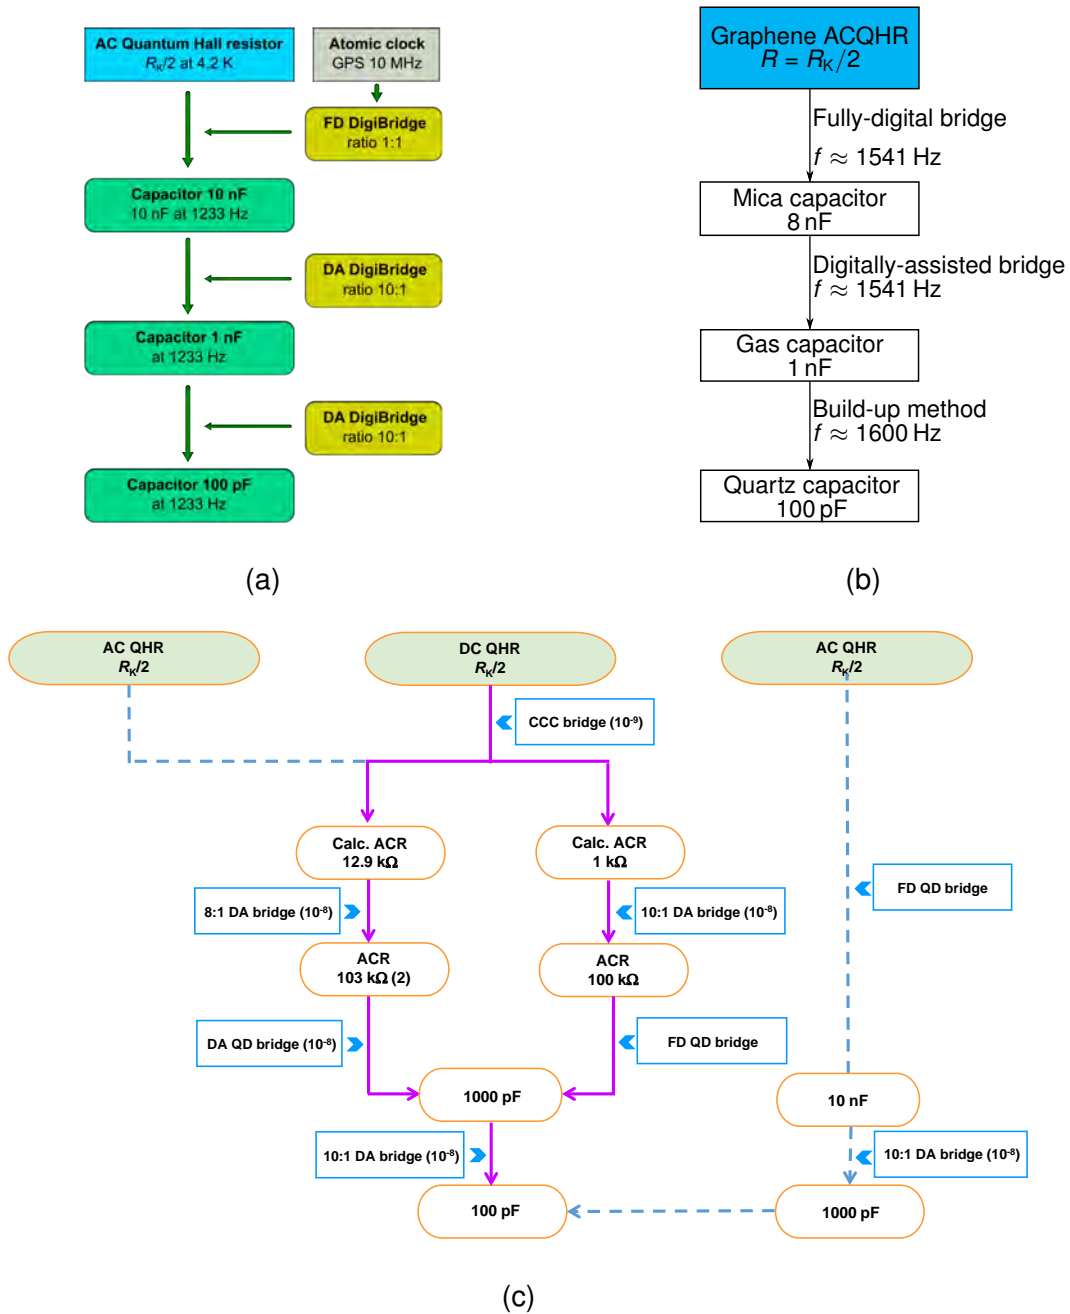 AC Quantum Hall resistor
RK/2 at 4.2 K
Atomic clock
GPS 10 MHz
FD DigiBridge
ratio 1:1
Capacitor 10 nF
10 nF at 1233 Hz
DA DigiBridge
ratio 10:1
Capacitor 1 nF
at 1233 Hz
DA DigiBridge
ratio 10:1
Capacitor 100 pF
at 1233 Hz
(a)
Graphene ACQHR
R = RK/2
Fully-digital bridge
f ≈ 1541 Hz
Mica capacitor
8 nF
Digitally-assisted bridge
f ≈ 1541 Hz
Gas capacitor
1 nF
Build-up method
f ≈ 1600 Hz
Quartz capacitor
100 pF
(b)
AC QHR
RK/2
DC QHR
RK/2
AC QHR
RK/2
CCC bridge (10⁻⁹)
Calc. ACR
12.9 kΩ
Calc. ACR
1 kΩ
8:1 DA bridge (10⁻⁸)
10:1 DA bridge (10⁻⁸)
FD QD bridge
ACR
103 kΩ (2)
ACR
100 kΩ
DA QD bridge (10⁻⁸)
FD QD bridge
1000 pF
10 nF
10:1 DA bridge (10⁻⁸)
10:1 DA bridge (10⁻⁸)
100 pF
1000 pF
(c)